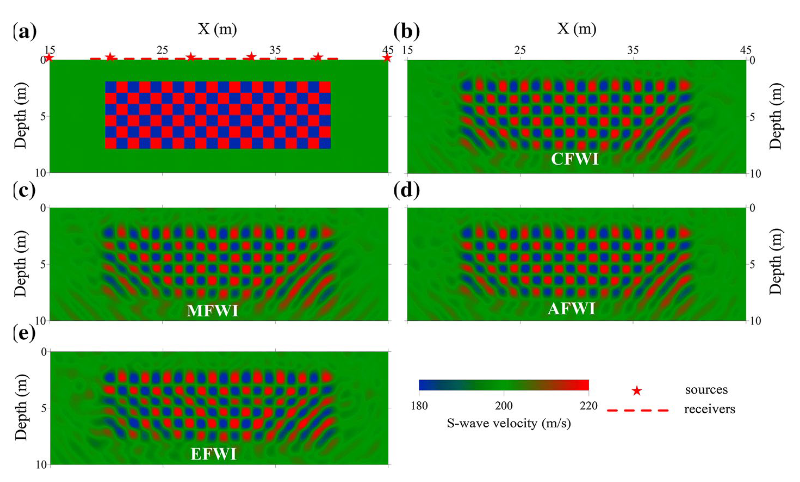 (a)
X (m)
15 25 35 45
Depth (m)
0
5
10
(b)
X (m)
15 25 35 45
Depth (m)
0
5
10
CFWI
(c)
Depth (m)
0
5
10
MFWI
(d)
Depth (m)
0
5
10
AFWI
(e)
Depth (m)
0
5
10
EFWI
180 200 220
S-wave velocity (m/s)
sources
receivers